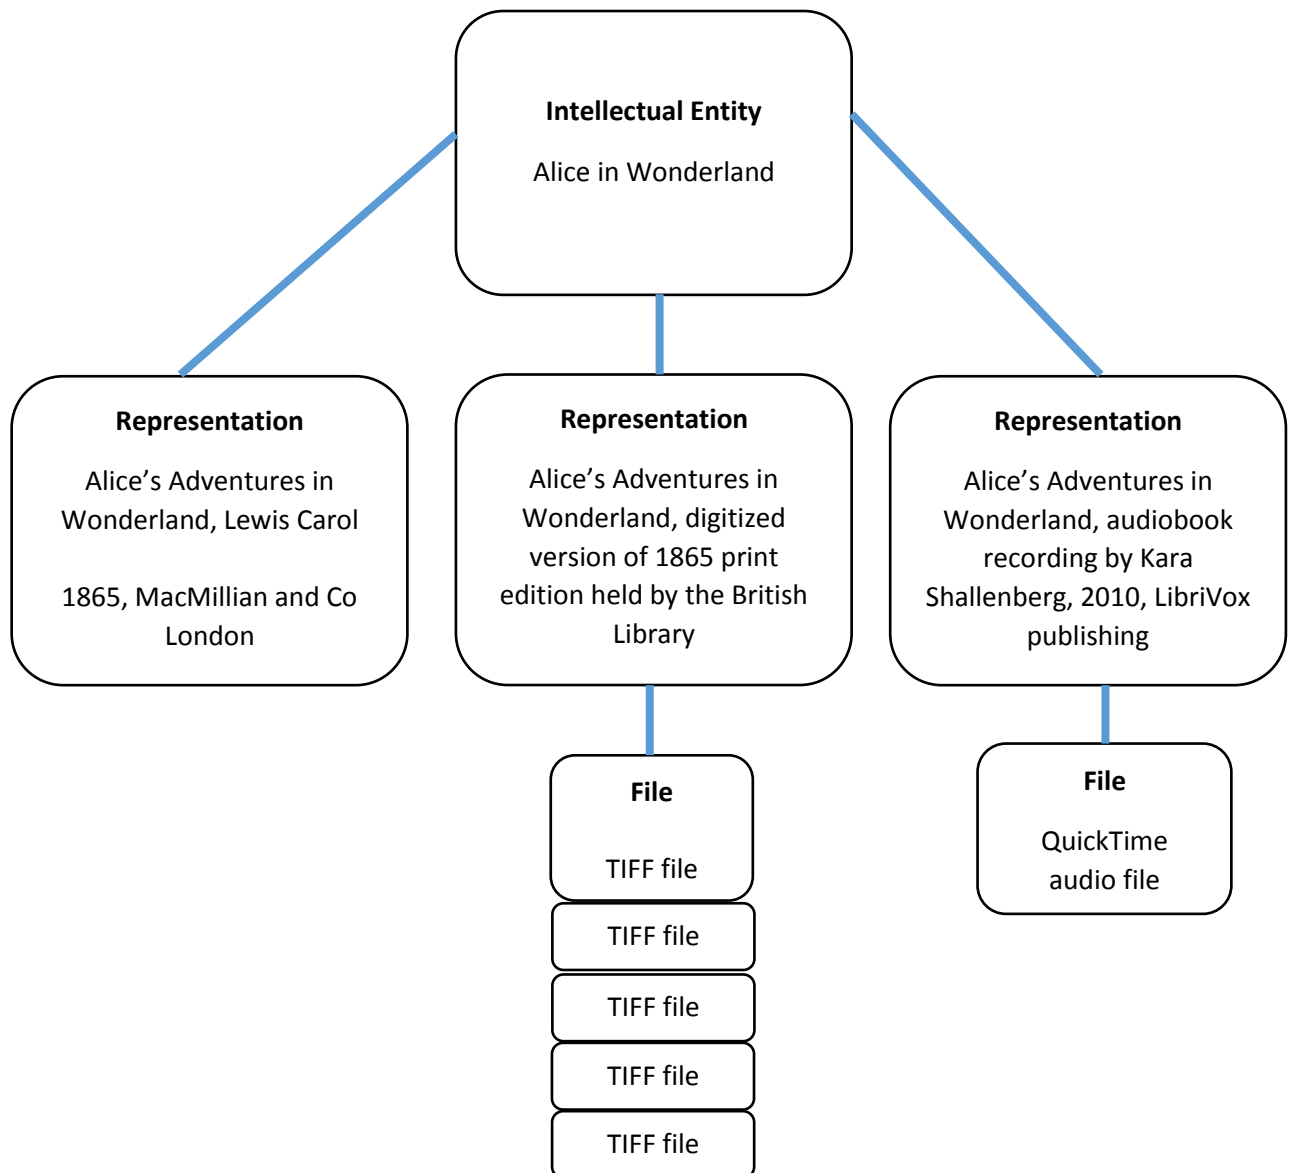 Intellectual Entity
Alice in Wonderland
Representation
Alice’s Adventures in
Wonderland, Lewis Carol
1865, MacMillian and Co
London
Representation
Alice’s Adventures in
Wonderland, digitized
version of 1865 print
edition held by the British
Library
Representation
Alice’s Adventures in
Wonderland, audiobook
recording by Kara
Shallenberg, 2010, LibriVox
publishing
File
TIFF file
TIFF file
TIFF file
TIFF file
TIFF file
File
QuickTime
audio file